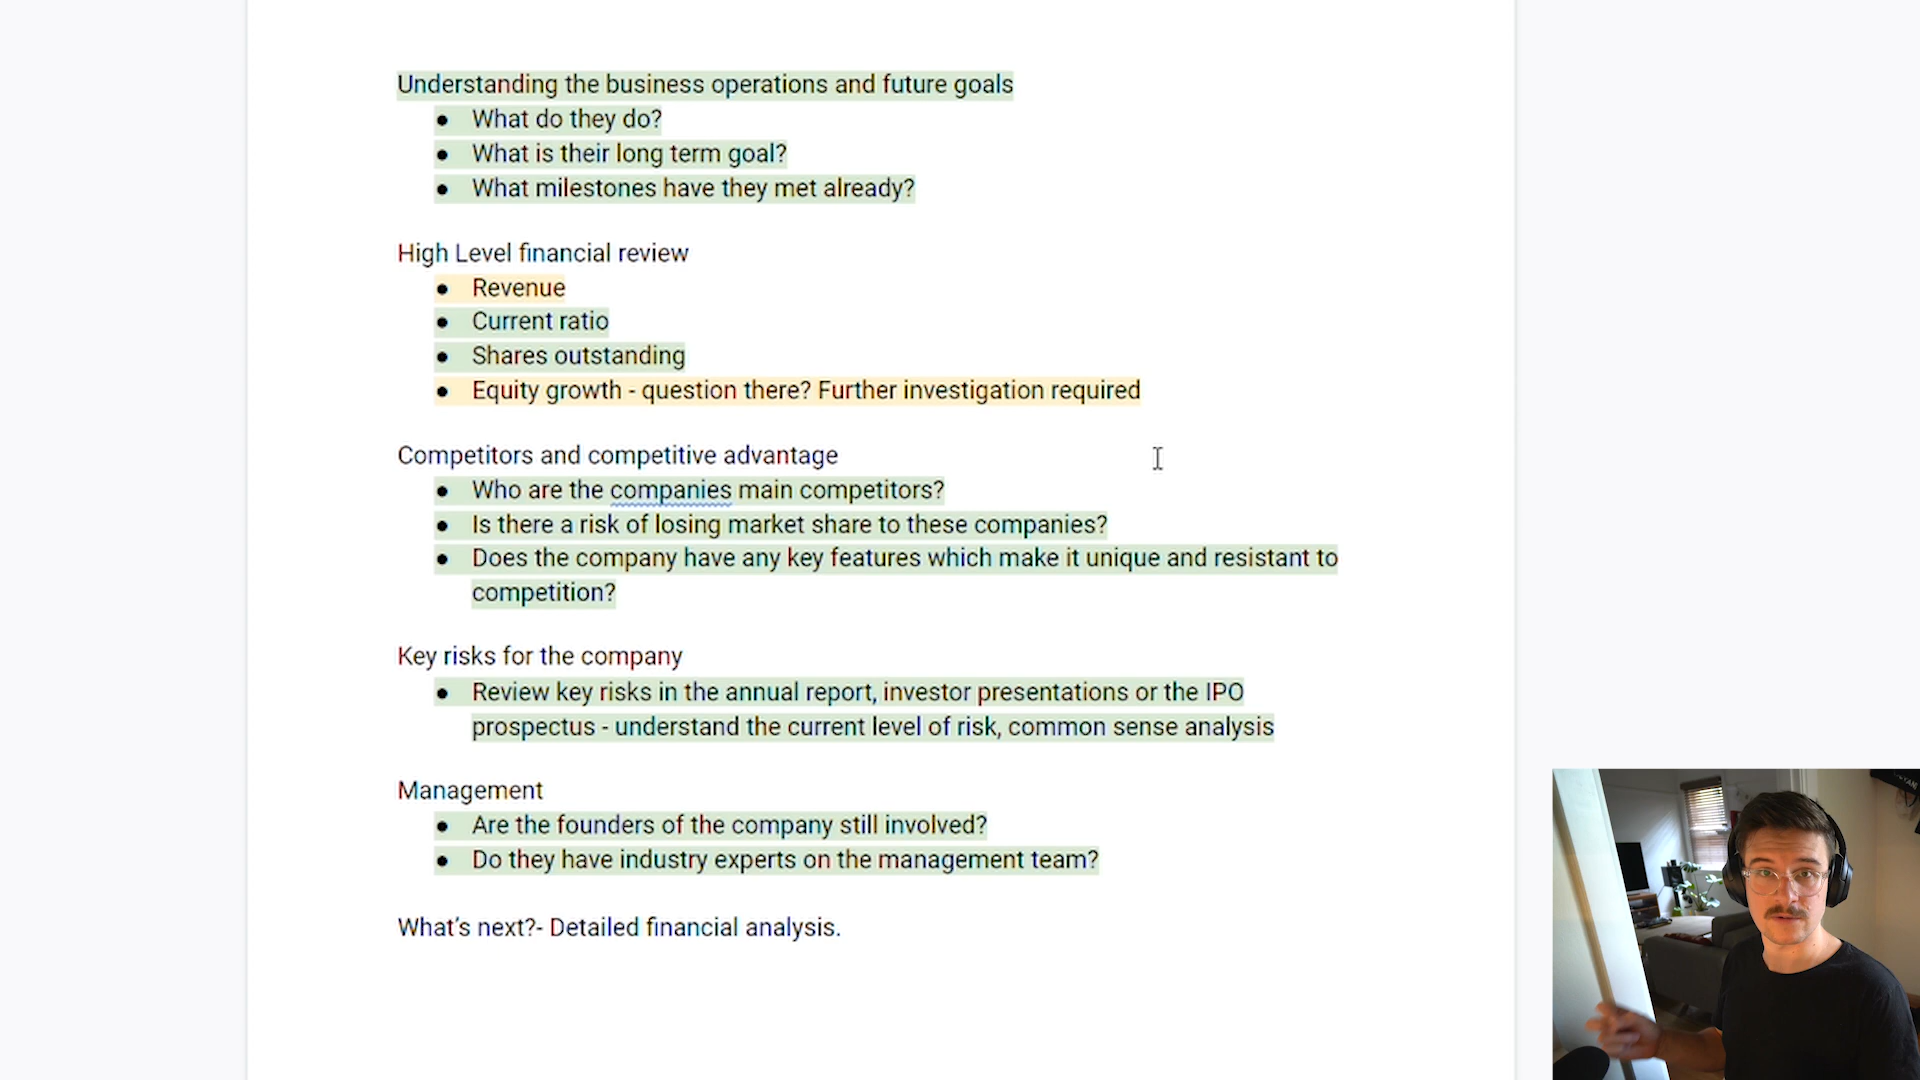 Understanding the business operations and future goals
● What do they do?
● What is their long term goal?
● What milestones have they met already?
High Level financial review
● Revenue
● Current ratio
● Shares outstanding
● Equity growth - question there? Further investigation required
Competitors and competitive advantage
● Who are the companies main competitors?
● Is there a risk of losing market share to these companies?
● Does the company have any key features which make it unique and resistant to
competition?
Key risks for the company
● Review key risks in the annual report, investor presentations or the IPO
prospectus - understand the current level of risk, common sense analysis
Management
● Are the founders of the company still involved?
● Do they have industry experts on the management team?
What's next?- Detailed financial analysis.